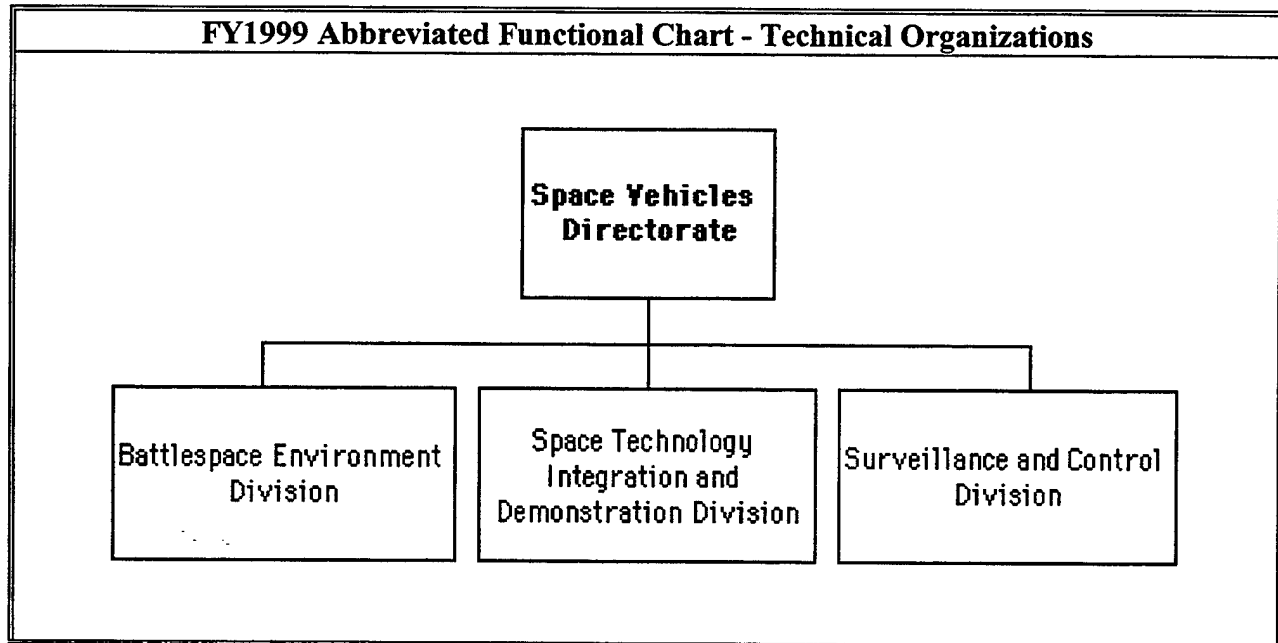 FY1999 Abbreviated Functional Chart - Technical Organizations
Space Vehicles
Directorate
Battlespace Environment
Division
Space Technology
Integration and
Demonstration Division
Surveillance and Control
Division